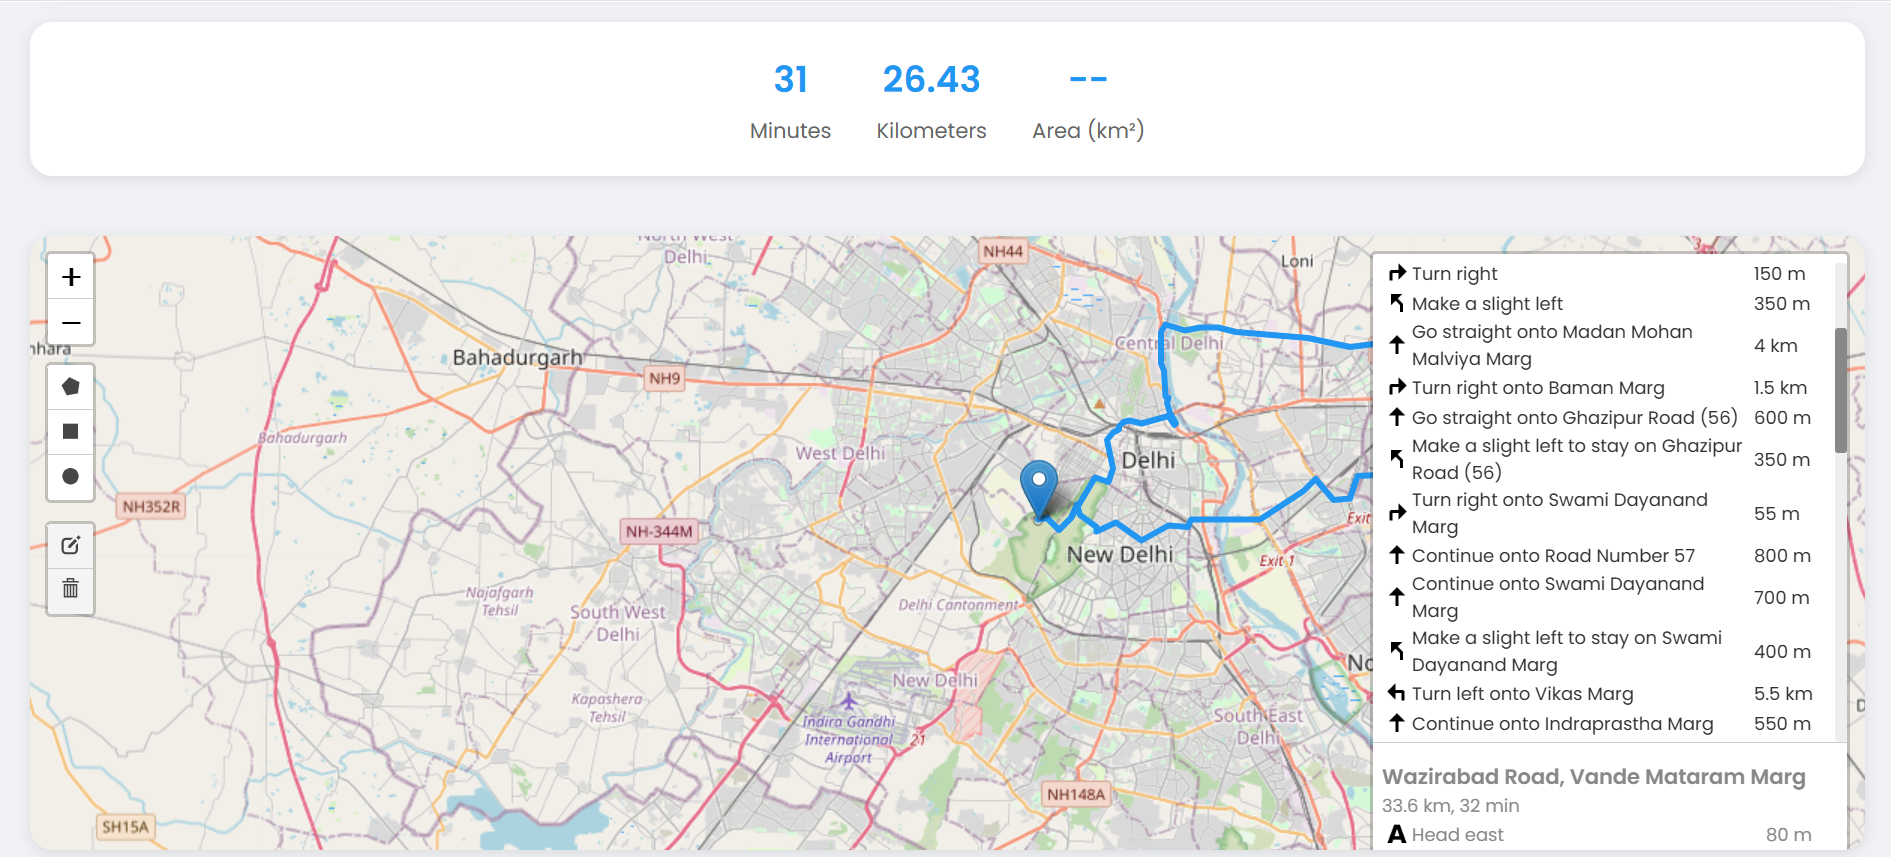 31
26.43
--
Minutes
Kilometers
Area (km²)
North West
Delhi
NH44
Loni
Central Delhi
nhara
Bahadurgarh
NH9
Bahadurgarh
West Delhi
Delhi
NH352R
NH-344M
New Delhi
Exit
Exit 1
Najafgarh
Tehsil
South West
Delhi
Delhi Cantonment
No
New Delhi
Kapashera
Tehsil
Indira Gandhi
International
Airport
21
South East
Delhi
NH148A
SH15A
+
−
Turn right 150 m
Make a slight left 350 m
Go straight onto Madan Mohan
Malviya Marg 4 km
Turn right onto Baman Marg 1.5 km
Go straight onto Ghazipur Road (56) 600 m
Make a slight left to stay on Ghazipur
Road (56) 350 m
Turn right onto Swami Dayanand
Marg 55 m
Continue onto Road Number 57 800 m
Continue onto Swami Dayanand
Marg 700 m
Make a slight left to stay on Swami
Dayanand Marg 400 m
Turn left onto Vikas Marg 5.5 km
Continue onto Indraprastha Marg 550 m
Wazirabad Road, Vande Mataram Marg
33.6 km, 32 min
A Head east 80 m